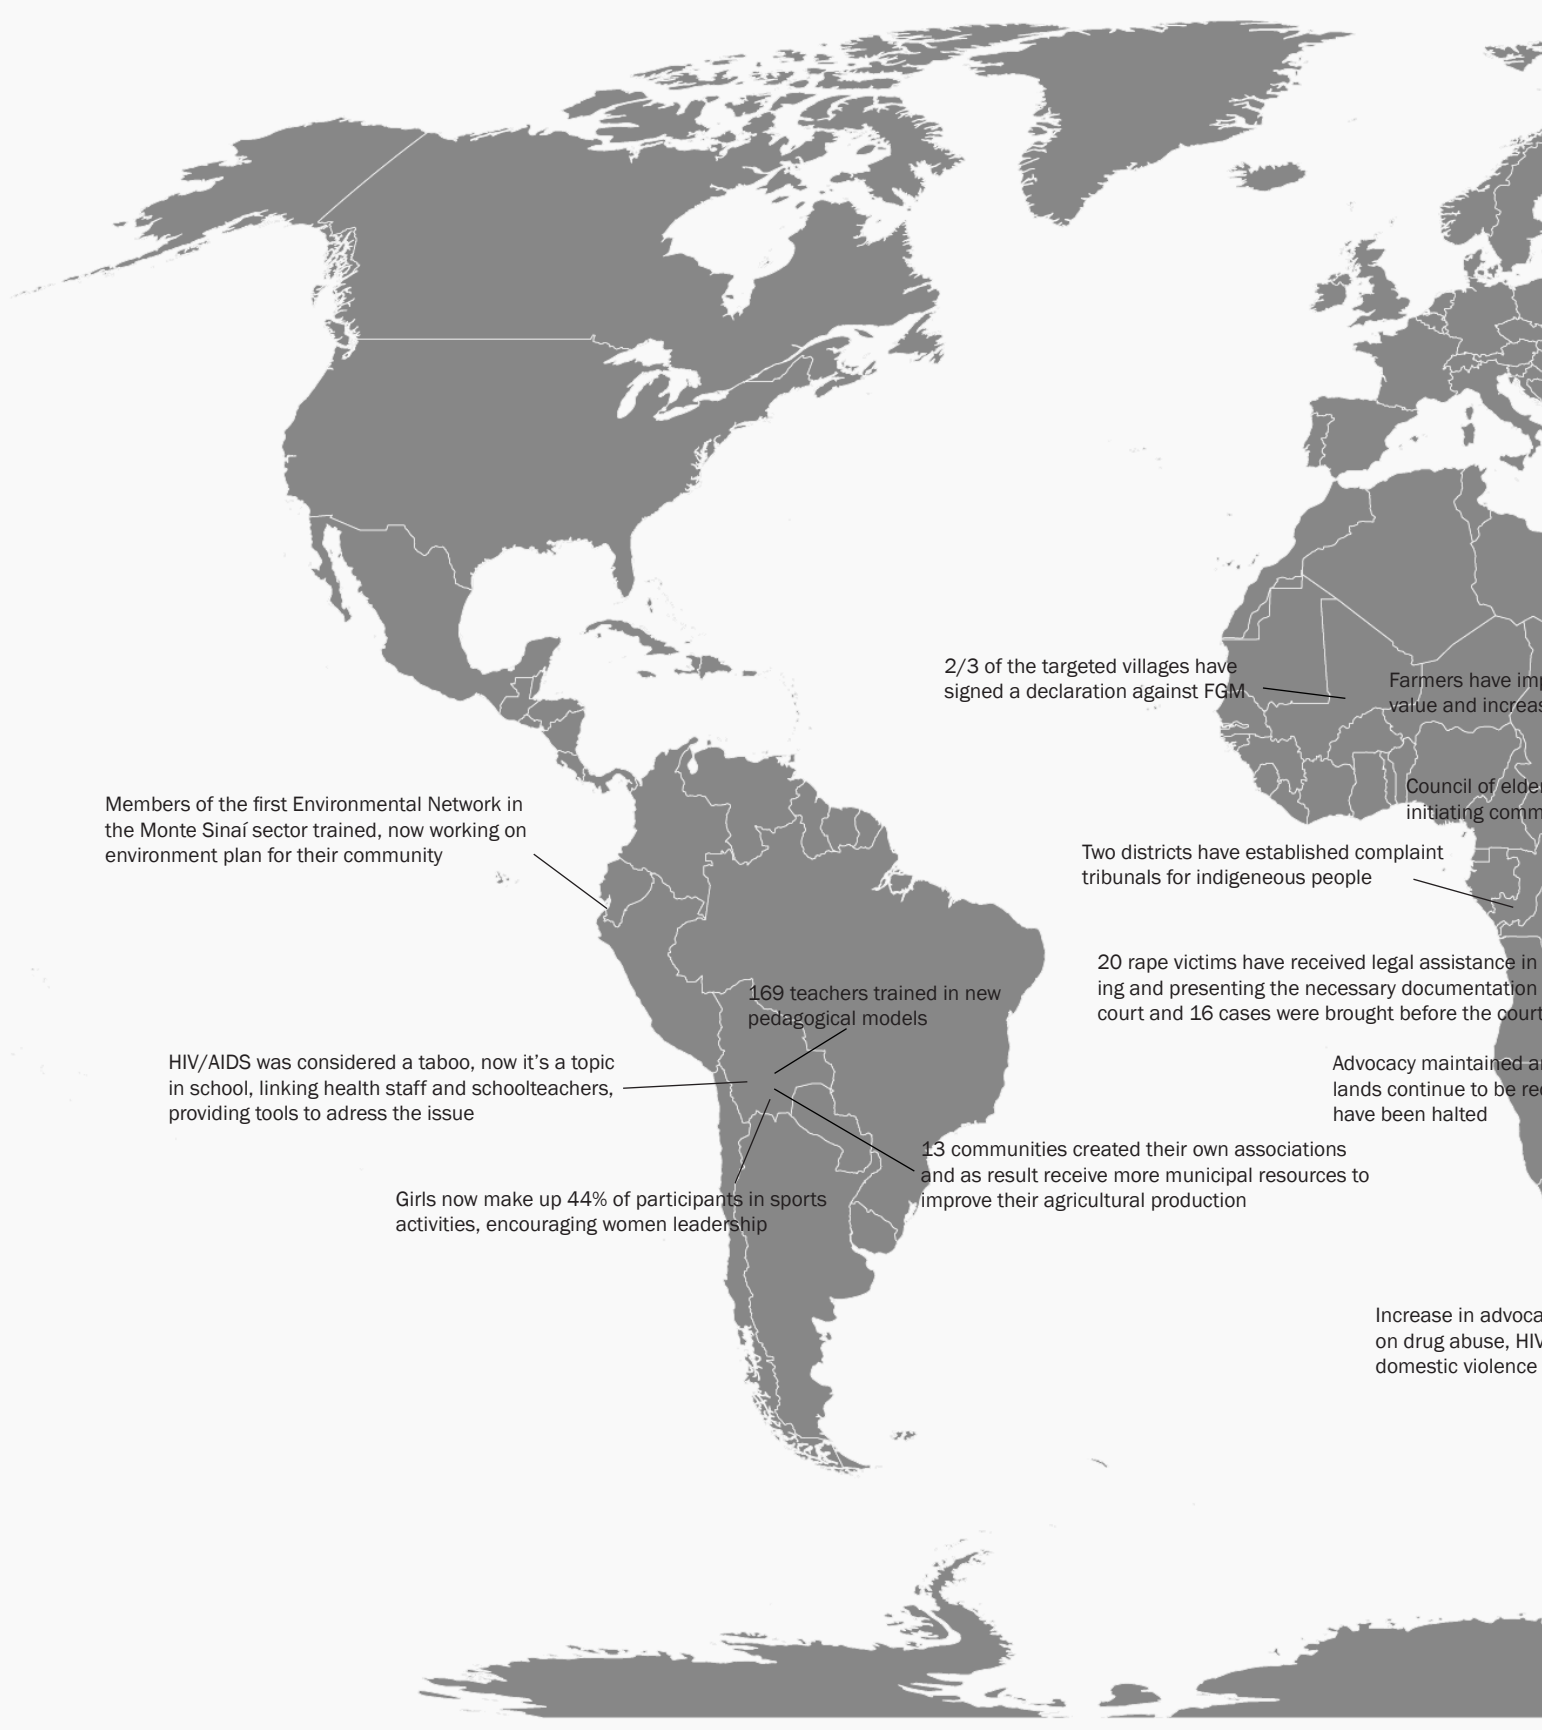 2/3 of the targeted villages have
signed a declaration against FGM
Farmers have
value and
Council of
initiating
Members of the first Environmental Network in
the Monte Sinaí sector trained, now working on
environment plan for their community
Two districts have established complaint
tribunals for indigeneous people
20 rape victims have received legal assistance in
ing and presenting the necessary documentation
court and 16 cases were brought before the court
169 teachers trained in new
pedagogical models
HIV/AIDS was considered a taboo, now it's a topic
in school, linking health staff and schoolteachers,
providing tools to adress the issue
Advocacy maintained
lands continue to be
have been halted
13 communities created their own associations
and as result receive more municipal resources to
improve their agricultural production
Girls now make up 44% of participants in sports
activities, encouraging women leadership
Increase in
on drug abuse, HIV
domestic violence